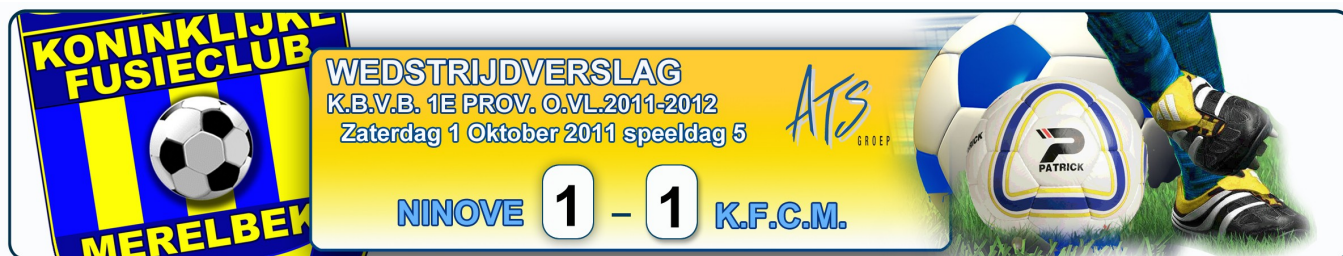 KONINKLIJKE
FUSIECLUB
MERELBEK
WEDSTRIJDVERSLAG
K.B.V.B. 1E PROV. O.VL.2011-2012
Zaterdag 1 Oktober 2011 speeldag 5
ATS
GROEP
NINOVE 1 – 1 K.F.C.M.
PATRICK